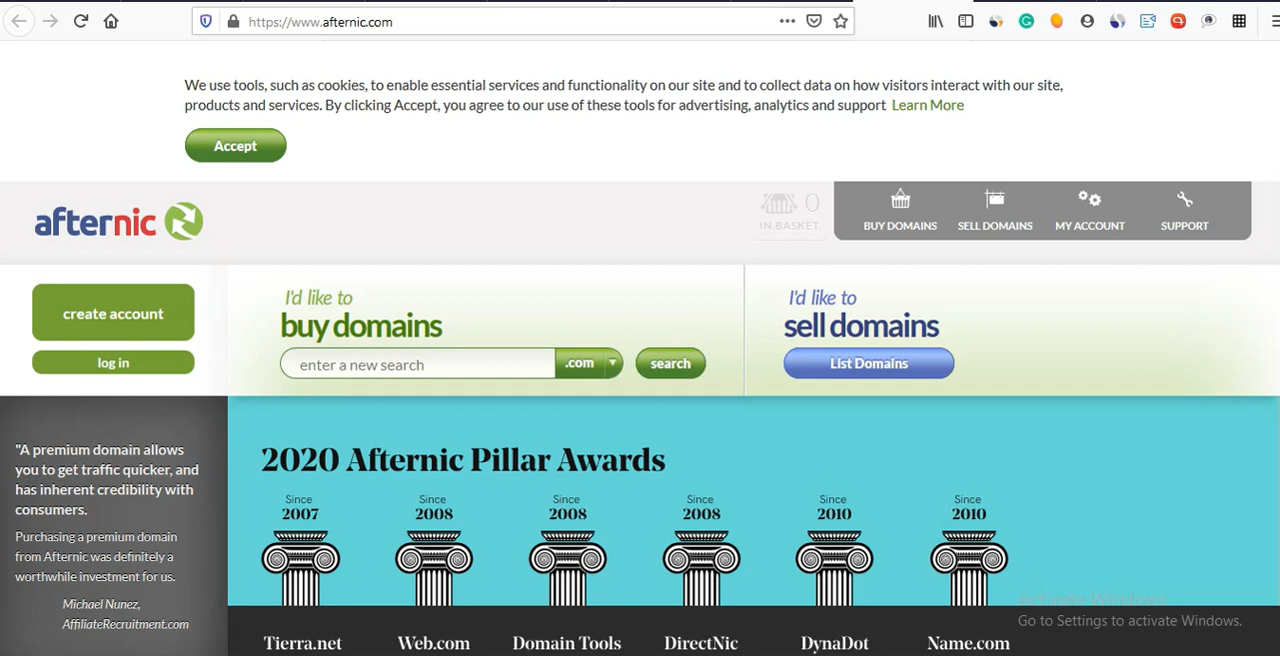 https://www.afternic.com
We use tools, such as cookies, to enable essential services and functionality on our site and to collect data on how visitors interact with our site,
products and services. By clicking Accept, you agree to our use of these tools for advertising, analytics and support Learn More
Accept
afternic
0
IN BASKET
BUY DOMAINS
SELL DOMAINS
MY ACCOUNT
SUPPORT
create account
log in
I'd like to
buy domains
enter a new search
.com
search
I'd like to
sell domains
List Domains
"A premium domain allows
you to get traffic quicker, and
has inherent credibility with
consumers.
Purchasing a premium domain
from Afternic was definitely a
worthwhile investment for us.
Michael Nunez,
AffiliateRecruitment.com
2020 Afternic Pillar Awards
Since
2007
Since
2008
Since
2008
Since
2008
Since
2010
Since
2010
Tierra.net
Web.com
Domain Tools
DirectNic
DynaDot
Name.com
Activate Windows
Go to Settings to activate Windows.